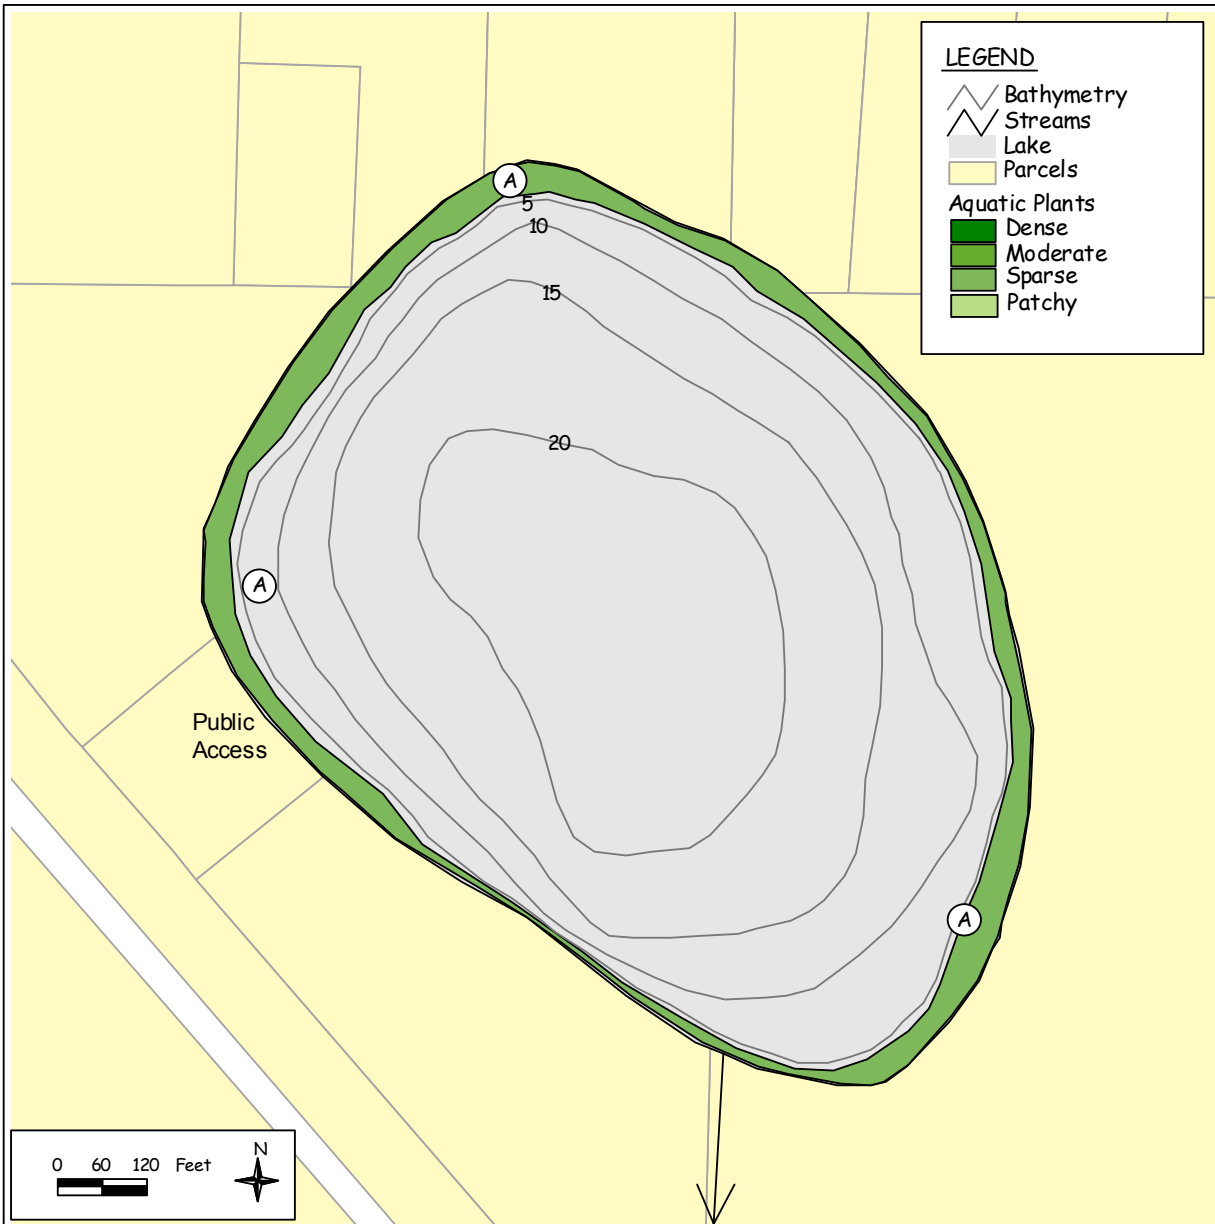 LEGEND
Bathymetry
Streams
Lake
Parcels
Aquatic Plants
Dense
Moderate
Sparse
Patchy
A
5
10
15
20
A
Public
Access
A
N
0 60 120 Feet